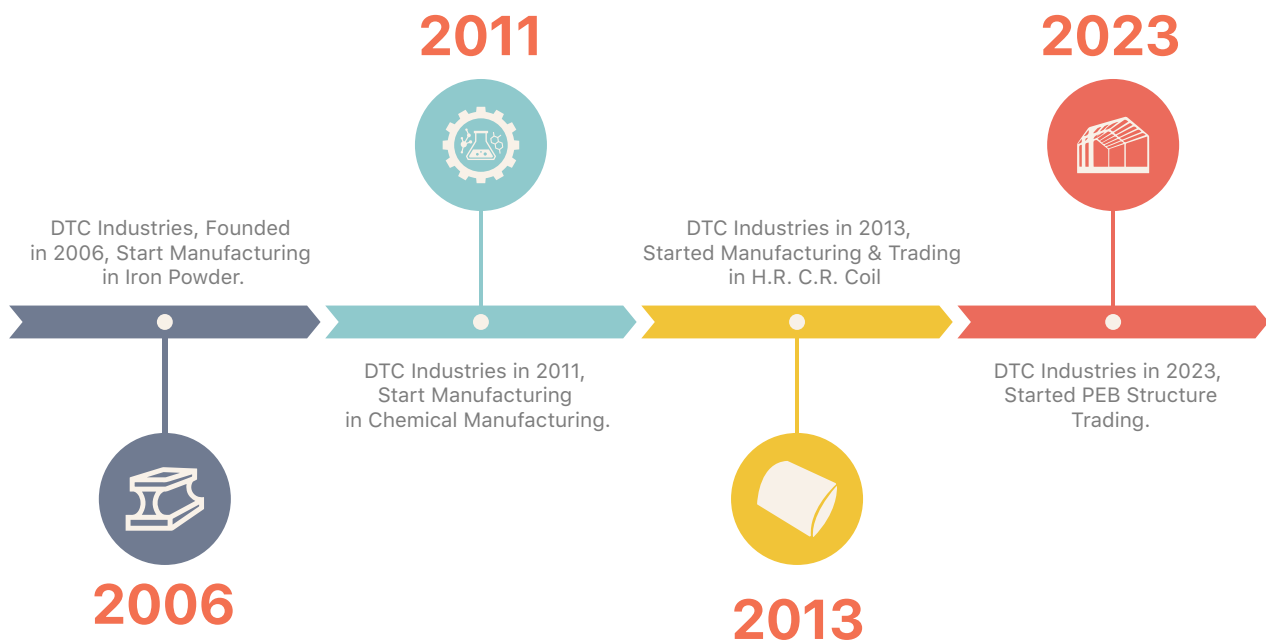 2011
2023
DTC Industries, Founded
in 2006, Start Manufacturing
in Iron Powder.
DTC Industries in 2013,
Started Manufacturing & Trading
in H.R. C.R. Coil
DTC Industries in 2011,
Start Manufacturing
in Chemical Manufacturing.
DTC Industries in 2023,
Started PEB Structure
Trading.
2006
2013